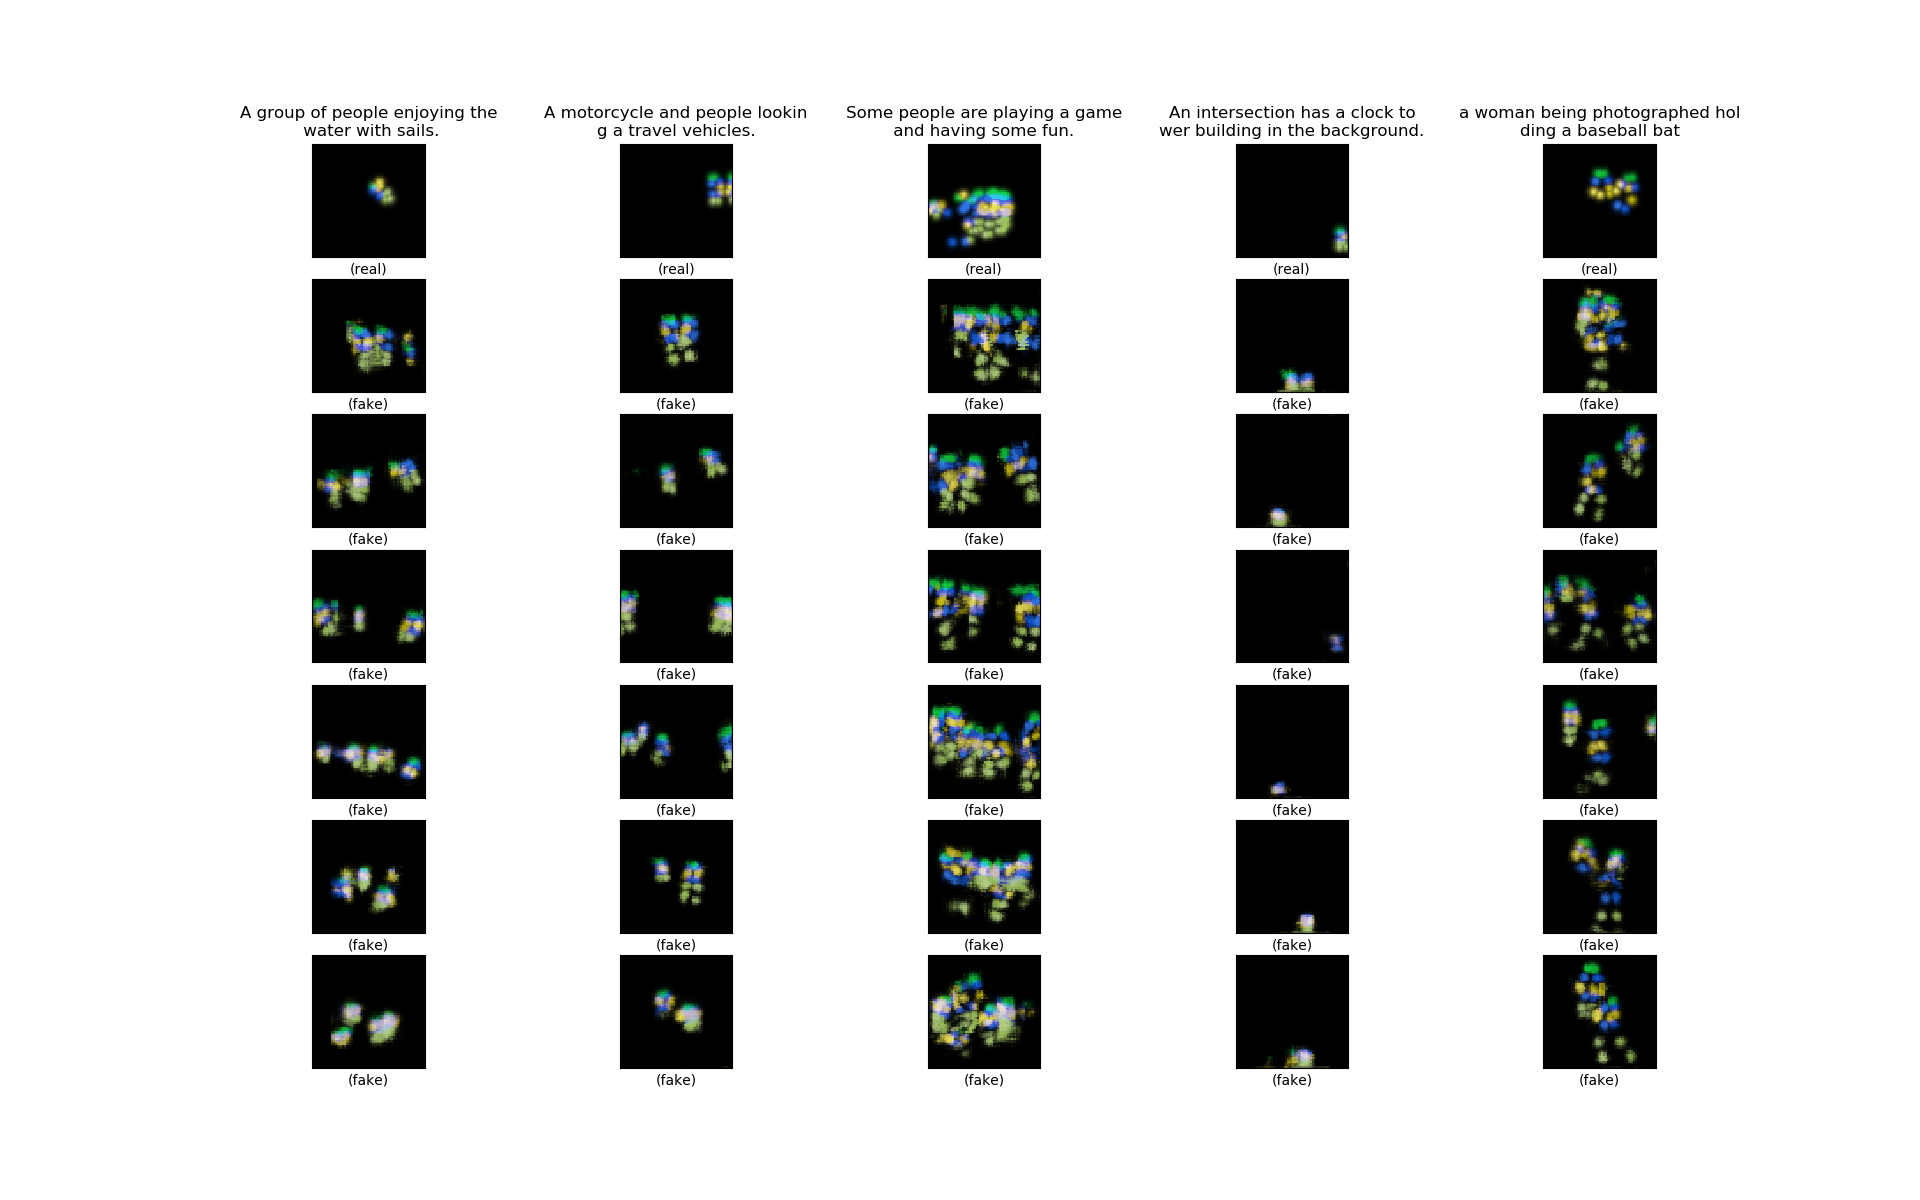 A group of people enjoying the
water with sails.
A motorcycle and people lookin
g a travel vehicles.
Some people are playing a game
and having some fun.
An intersection has a clock to
wer building in the background.
a woman being photographed hol
ding a baseball bat
(real) (real) (real) (real) (real)
(fake) (fake) (fake) (fake) (fake)
(fake) (fake) (fake) (fake) (fake)
(fake) (fake) (fake) (fake) (fake)
(fake) (fake) (fake) (fake) (fake)
(fake) (fake) (fake) (fake) (fake)
(fake) (fake) (fake) (fake) (fake)